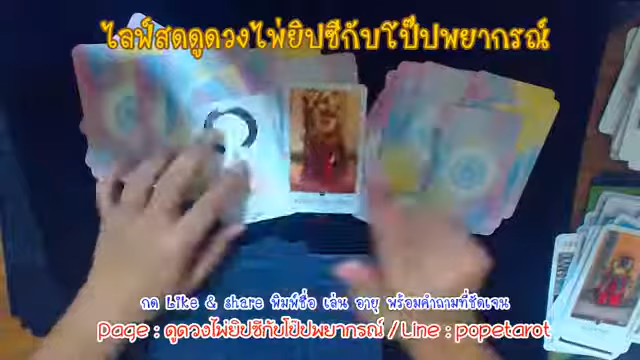 ไลฟ์สดดูดวงไพ่ยิปซีกับโป๊ปพยากรณ์
กด Like & share พิมพ์ชื่อ เล่น อายุ พร้อมคำถามที่ชัดเจน
Page : ดูดวงไพ่ยิปซีกับโป๊ปพยากรณ์ / Line : popetarot